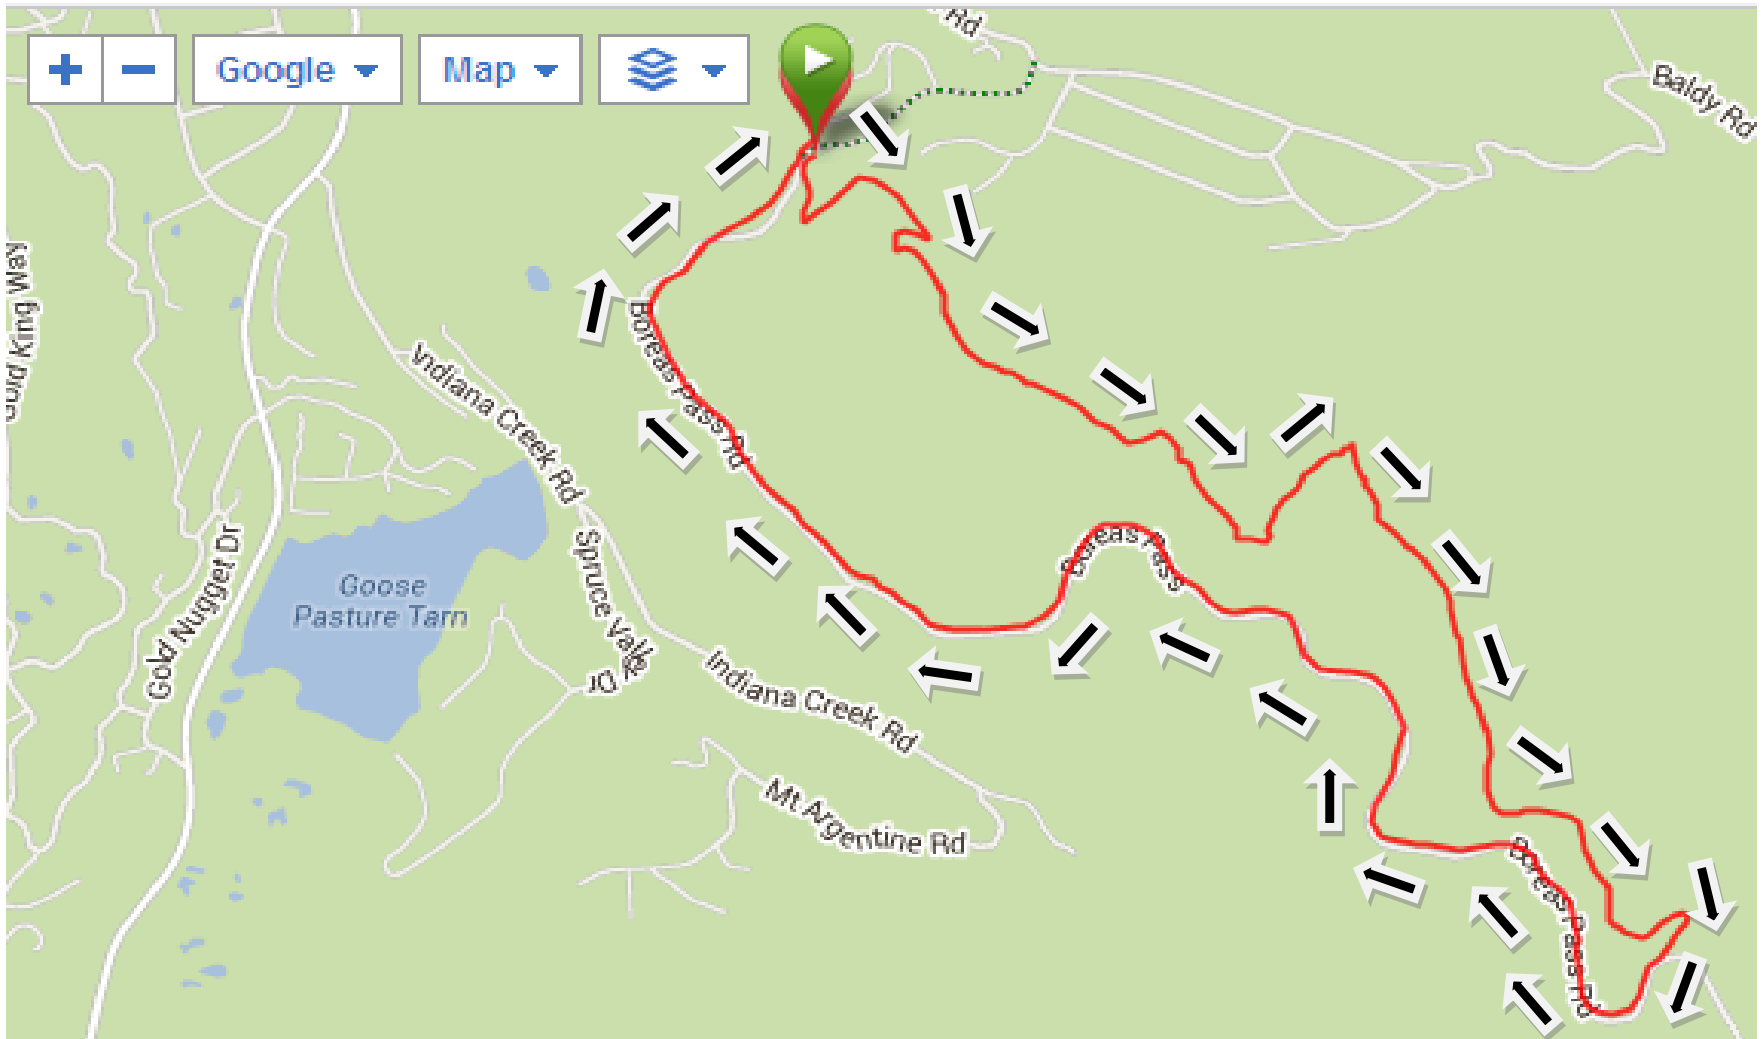 Rd
Google
Map
Baldy Rd
Gold King Way
Boreas Pass Rd
Indiana Creek Rd
Boreas Pass
Gold Nugget Dr
Goose
Pasture Tarn
Spruce Valley
Dr
Indiana Creek Rd
Mt Argentine Rd
Boreas Pass Rd